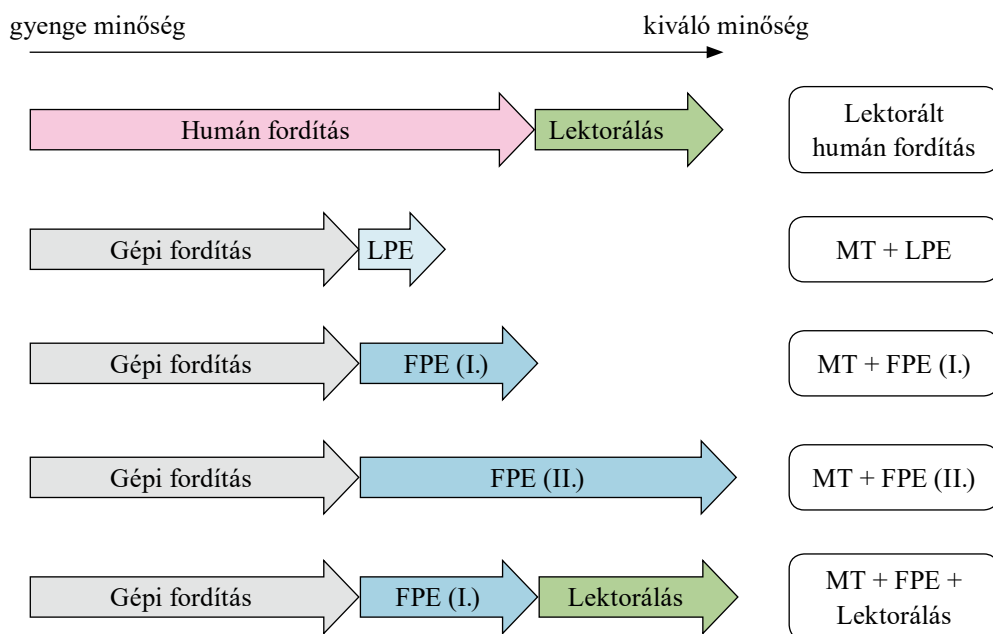 gyenge minőség
kiváló minőség
Humán fordítás
Lektorálás
Lektorált
humán fordítás
Gépi fordítás
LPE
MT + LPE
Gépi fordítás
FPE (I.)
MT + FPE (I.)
Gépi fordítás
FPE (II.)
MT + FPE (II.)
Gépi fordítás
FPE (I.)
Lektorálás
MT + FPE +
Lektorálás